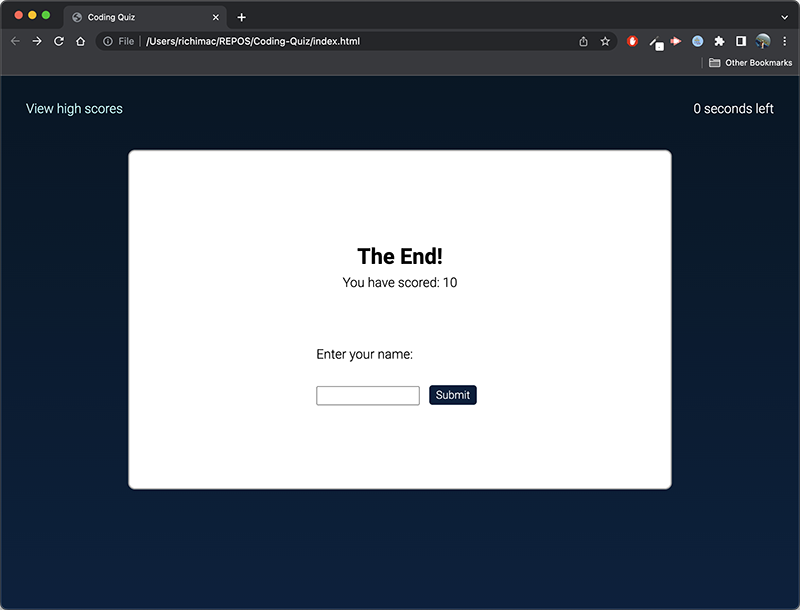 Coding Quiz
File /Users/richimac/REPOS/Coding-Quiz/index.html
Other Bookmarks
View high scores
0 seconds left
The End!
You have scored: 10
Enter your name:
Submit